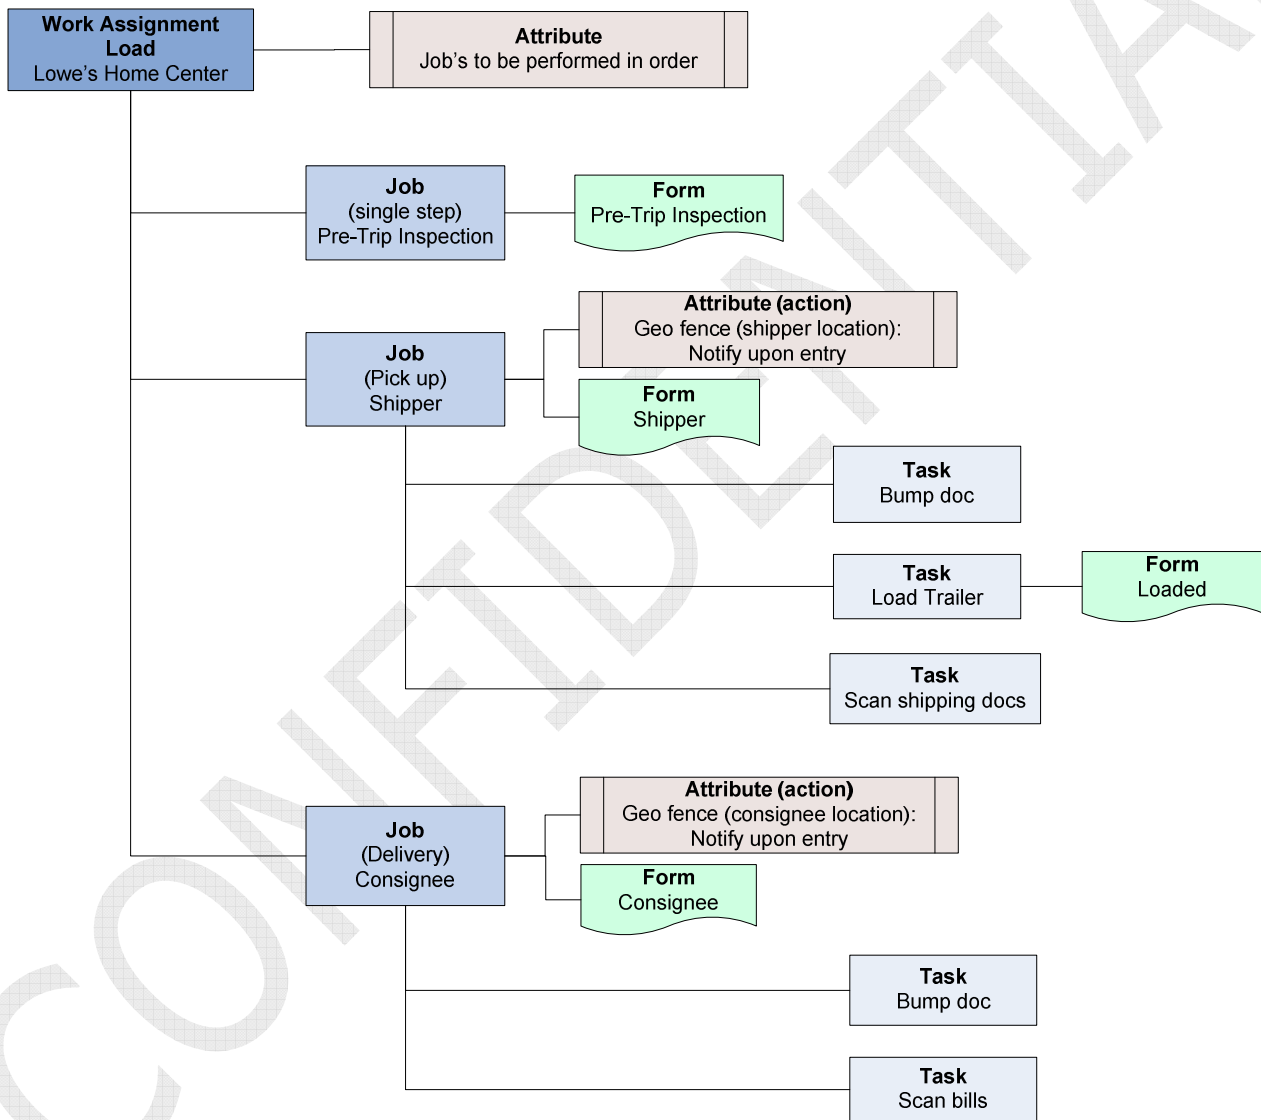 Work Assignment
Load
Lowe's Home Center
Attribute
Job's to be performed in order
Job
(single step)
Pre-Trip Inspection
Form
Pre-Trip Inspection
Attribute (action)
Geo fence (shipper location):
Notify upon entry
Job
(Pick up)
Shipper
Form
Shipper
Task
Bump doc
Task
Load Trailer
Form
Loaded
Task
Scan shipping docs
Attribute (action)
Geo fence (consignee location):
Notify upon entry
Job
(Delivery)
Consignee
Form
Consignee
Task
Bump doc
Task
Scan bills
CONFIDENTIA